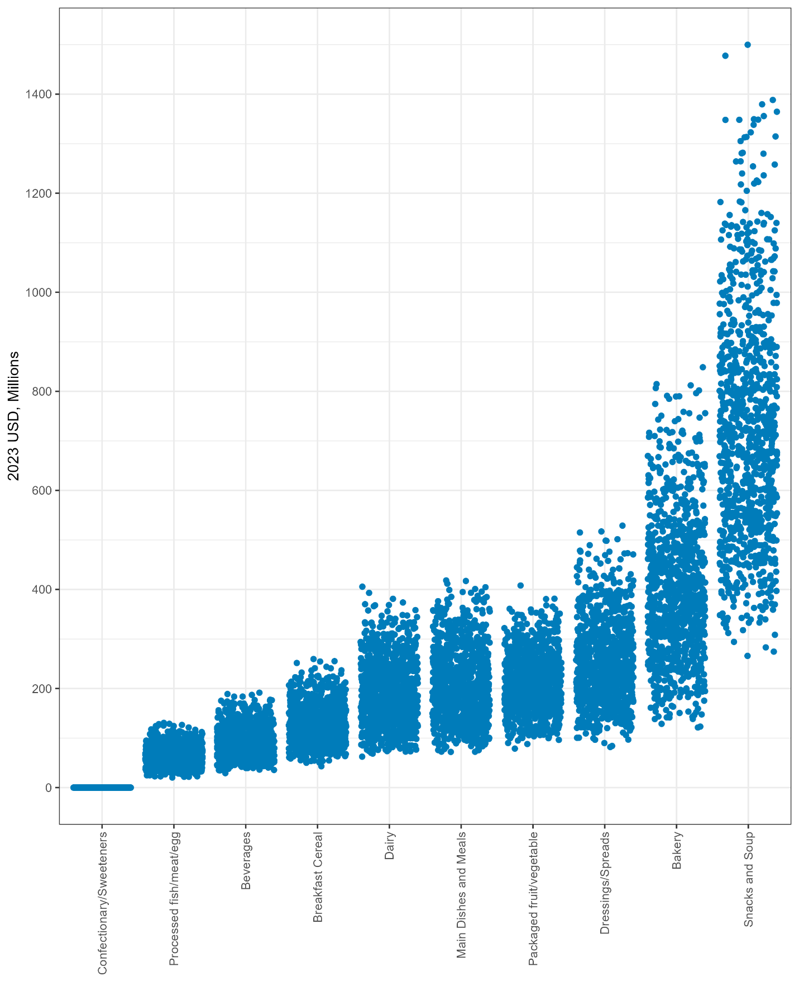 1400
1200
1000
800
600
400
200
0
2023 USD, Millions
Confectionary/Sweeteners
Processed fish/meat/egg
Beverages
Breakfast Cereal
Dairy
Main Dishes and Meals
Packaged fruit/vegetable
Dressings/Spreads
Bakery
Snacks and Soup